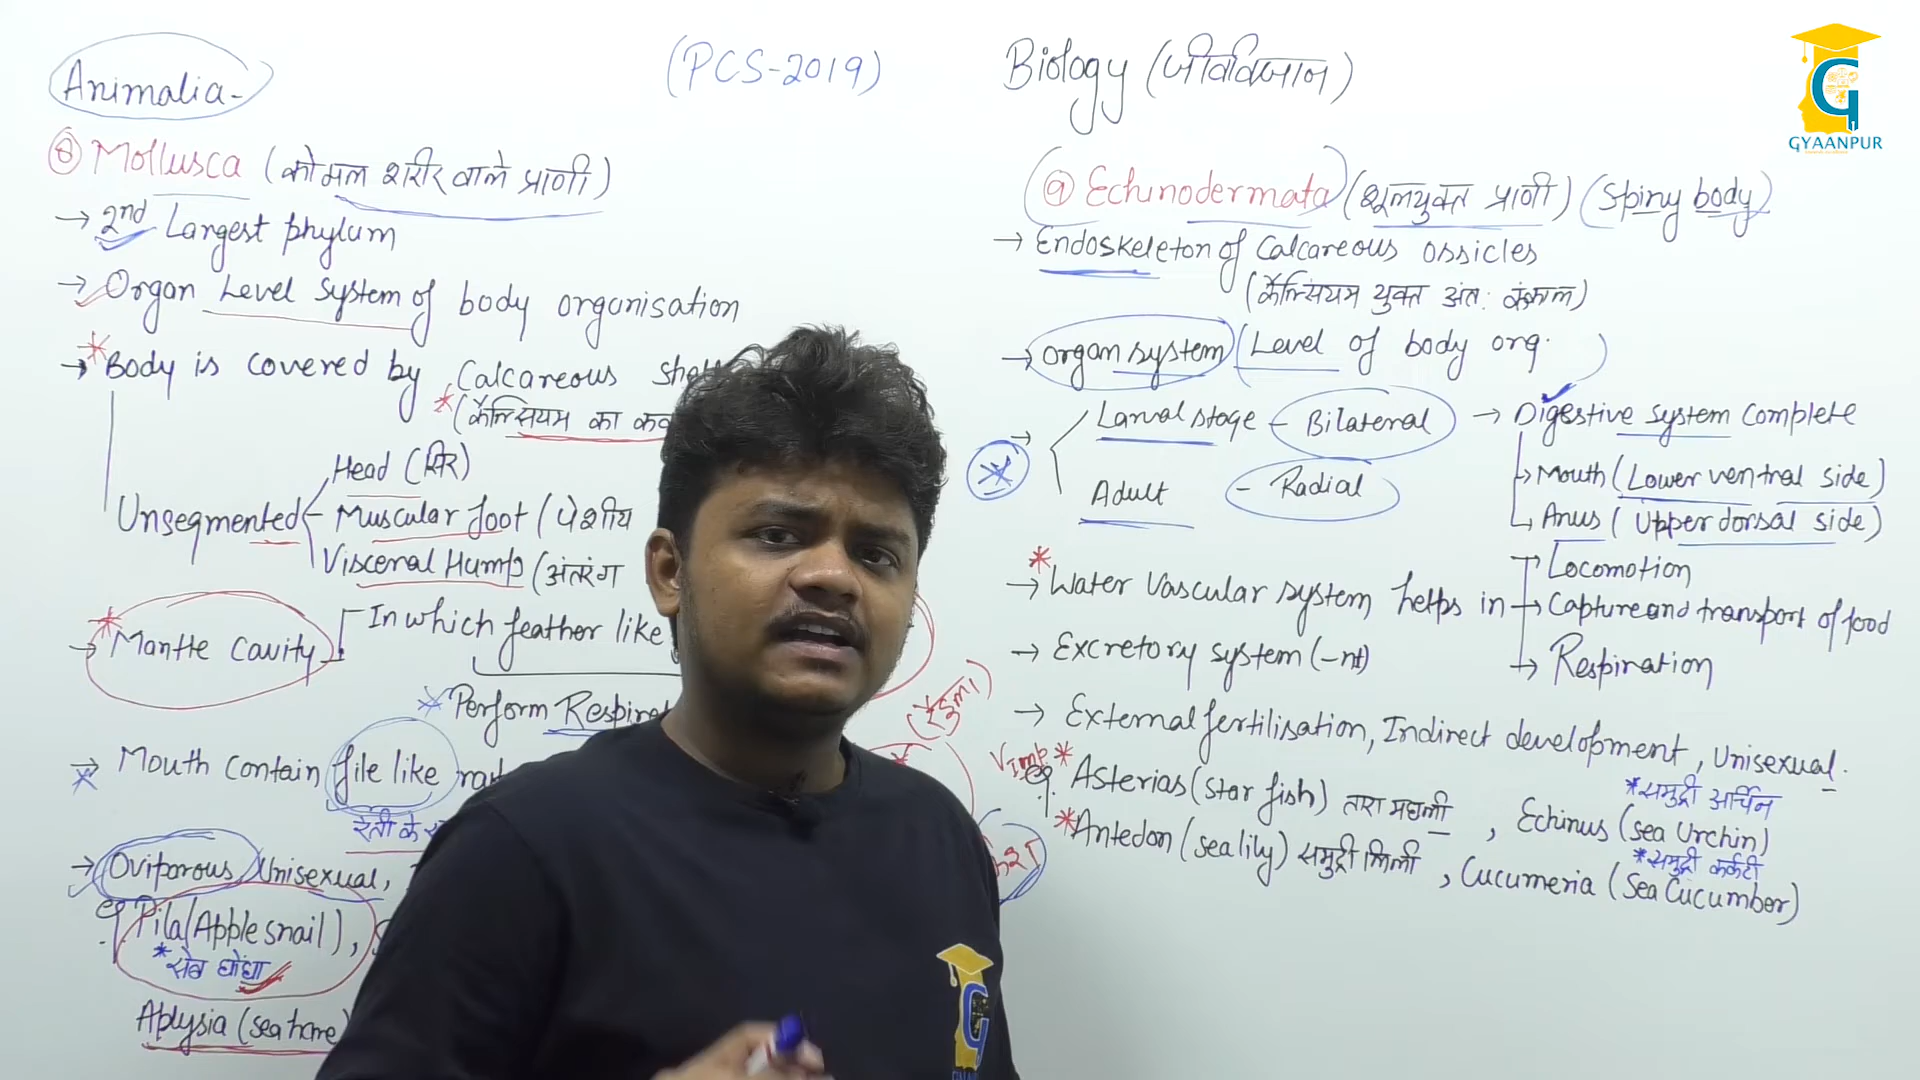 Animalia-
(PCS-2019)
Biology (जीवविज्ञान)
GYAANPUR
⑧ Mollusca (कोमल शरीर वाले प्राणी)
→ 2nd Largest phylum
→ Organ Level system of body organisation
→ Body is covered by Calcareous
(कैल्सियम का
Unsegmented
Head (सिर)
Muscular foot (पेशीय
Visceral Hump (अंतरंग
→ Mantle cavity
In which feather like
Perform
→ Mouth contain file like
रेती के
→ Oviporous, Unisexual,
eg Pila (Apple snail),
*सेब घोंघा
Aplysia (sea hare)
⑨ Echinodermata (शूलयुक्त प्राणी) (Spiny body)
→ Endoskeleton of Calcareous ossicles
(कैल्सियम युक्त अंत: कंकाल)
→ Organ system (Level of body org.)
→ Larval stage - Bilateral
Adult - Radial
→ Digestive system complete
Mouth (Lower ventral side)
Anus (Upper dorsal side)
→ Water Vascular system helps in
Locomotion
→ Capture and transport of food
→ Respiration
→ Excretory system (-nt)
→ External fertilisation, Indirect development, Unisexual.
V.imp
eg. Asterias (Star fish) तारा मछली, Echinus (sea Urchin)
*समुद्री अर्चिन
*Antedon (sea lily) समुद्री लिली, Cucumeria (Sea Cucumber)
*समुद्री कर्कटी